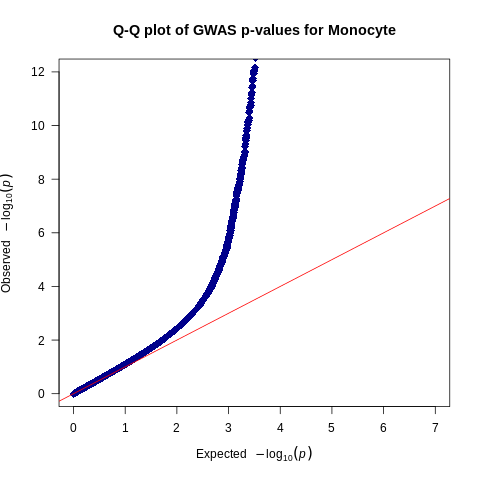 Q-Q plot of GWAS p-values for Monocyte
12
10
8
6
4
2
0
Observed −log10(p)
0 1 2 3 4 5 6 7
Expected −log10(p)